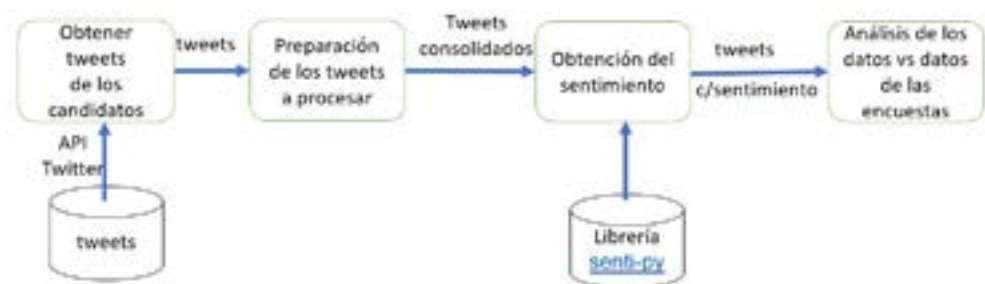 Obtener
tweets
de los
candidatos
tweets
Preparación
de los tweets
a procesar
Tweets
consolidados
Obtención del
sentimiento
tweets
c/sentimiento
Análisis de los
datos vs datos
de las
encuestas
API
Twitter
tweets
Librería
senti-py